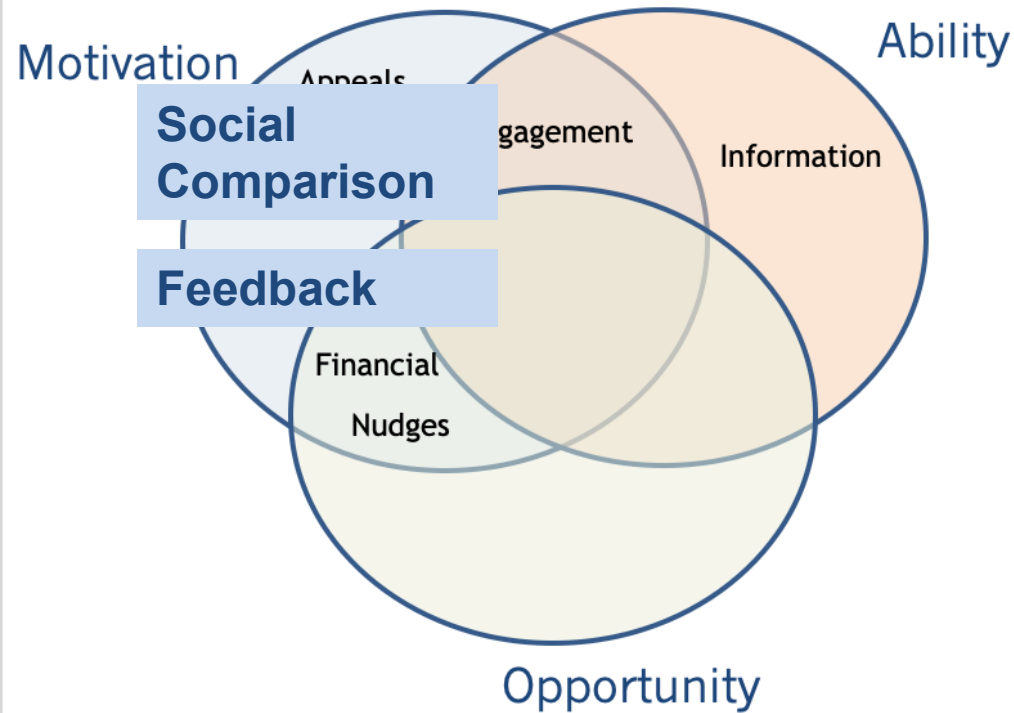 Motivation
Ability
Appeals
Social
Comparison
gagement
Information
Feedback
Financial
Nudges
Opportunity